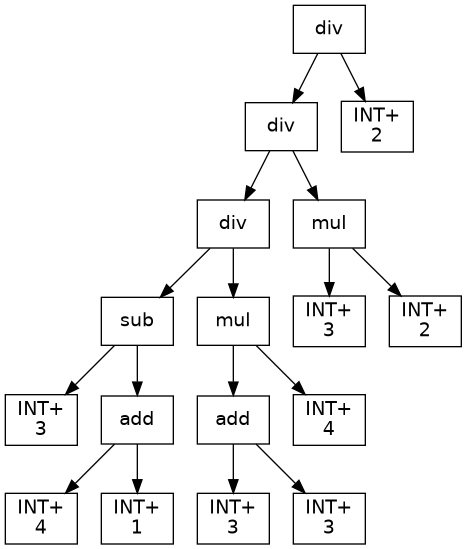 div
div
INT+
2
div
mul
sub
mul
INT+
3
INT+
2
INT+
3
add
add
INT+
4
INT+
4
INT+
1
INT+
3
INT+
3